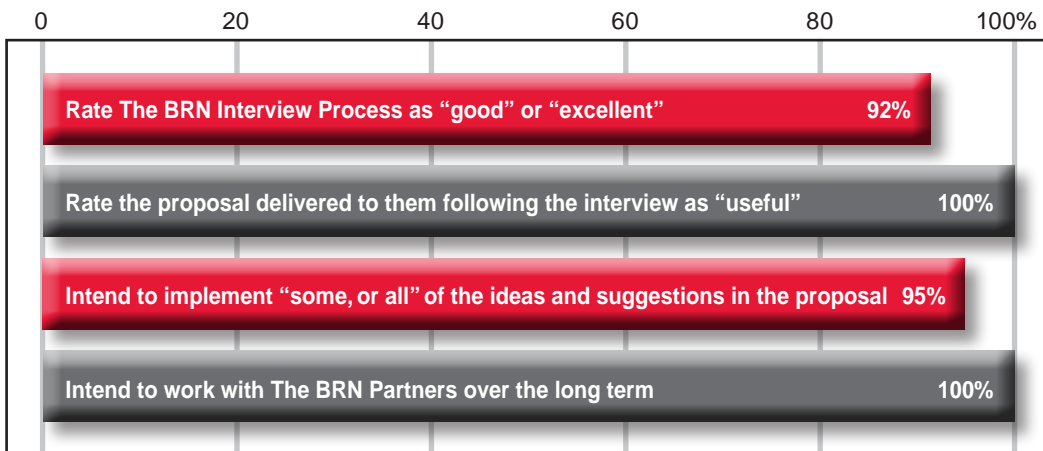 0 20 40 60 80 100%
Rate The BRN Interview Process as “good” or “excellent” 92%
Rate the proposal delivered to them following the interview as “useful” 100%
Intend to implement “some, or all” of the ideas and suggestions in the proposal 95%
Intend to work with The BRN Partners over the long term 100%